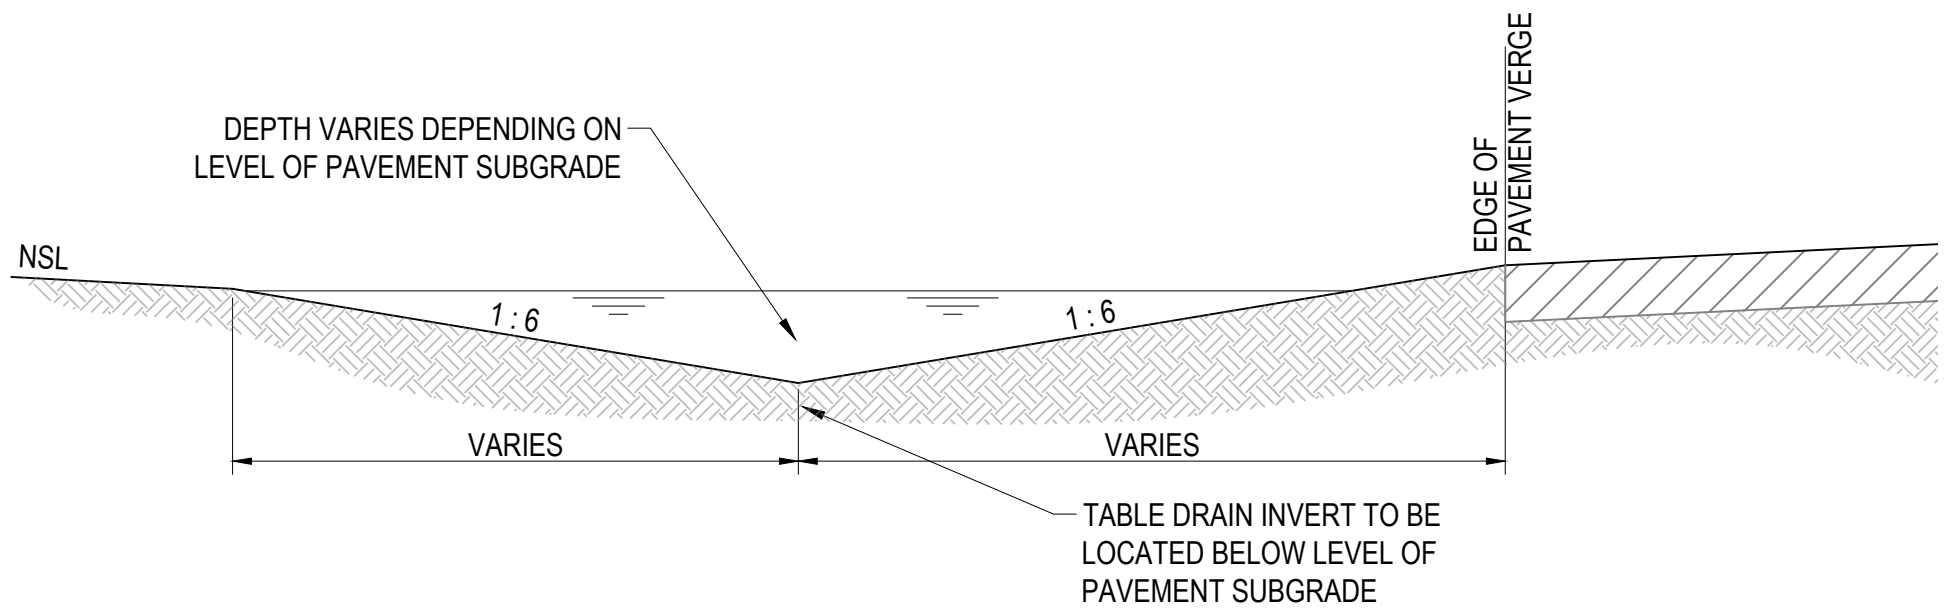 DEPTH VARIES DEPENDING ON
LEVEL OF PAVEMENT SUBGRADE
EDGE OF
PAVEMENT VERGE
NSL
1 : 6
1 : 6
VARIES
VARIES
TABLE DRAIN INVERT TO BE
LOCATED BELOW LEVEL OF
PAVEMENT SUBGRADE